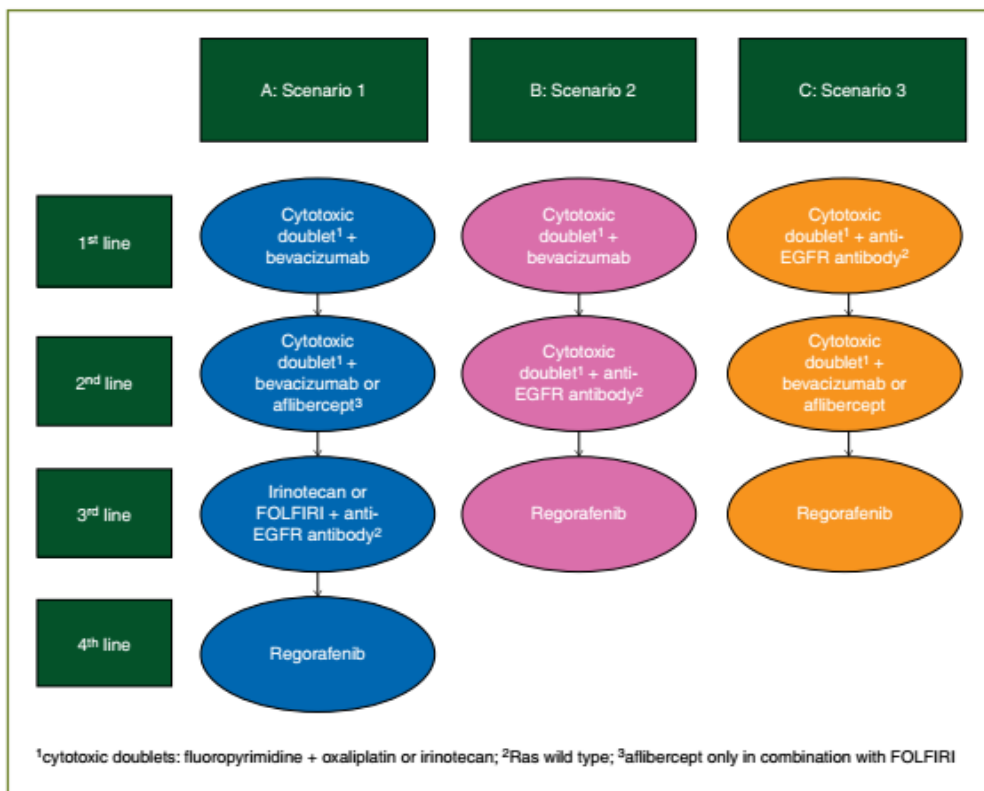 A: Scenario 1
B: Scenario 2
C: Scenario 3
1st line
Cytotoxic
doublet¹ +
bevacizumab
Cytotoxic
doublet¹ +
bevacizumab
Cytotoxic
doublet¹ + anti-
EGFR antibody²
2nd line
Cytotoxic
doublet¹ +
bevacizumab or
aflibercept³
Cytotoxic
doublet¹ + anti-
EGFR antibody²
Cytotoxic
doublet¹ +
bevacizumab or
aflibercept
3rd line
Irinotecan or
FOLFIRI + anti-
EGFR antibody²
Regorafenib
Regorafenib
4th line
Regorafenib
¹cytotoxic doublets: fluoropyrimidine + oxaliplatin or irinotecan; ²Ras wild type; ³aflibercept only in combination with FOLFIRI